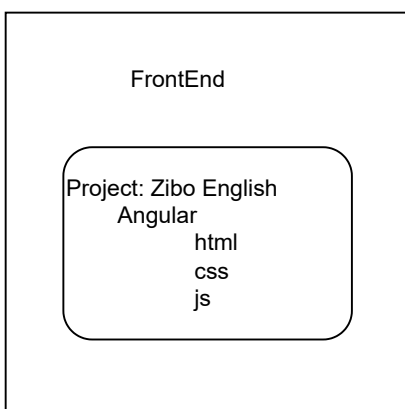 FrontEnd
Project: Zibo English
Angular
html
css
js